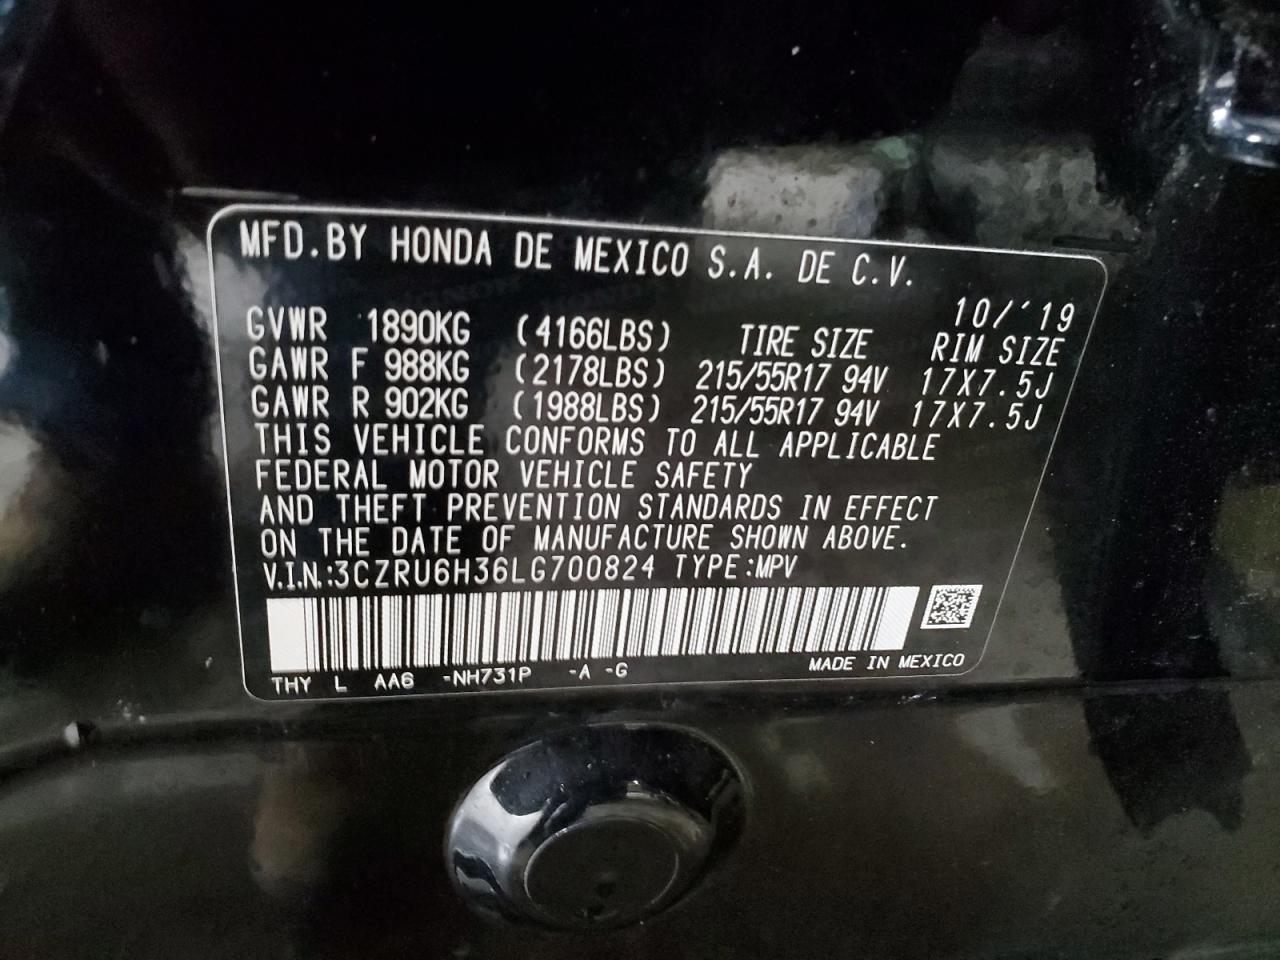 MFD.BY HONDA DE MEXICO S.A. DE C.V.
10/'19
GVWR 1890KG (4166LBS) TIRE SIZE RIM SIZE
GAWR F 988KG (2178LBS) 215/55R17 94V 17X7.5J
GAWR R 902KG (1988LBS) 215/55R17 94V 17X7.5J
THIS VEHICLE CONFORMS TO ALL APPLICABLE
FEDERAL MOTOR VEHICLE SAFETY
AND THEFT PREVENTION STANDARDS IN EFFECT
ON THE DATE OF MANUFACTURE SHOWN ABOVE.
V.I.N.:3CZRU6H36LG700824 TYPE:MPV
THY L AA6 -NH731P -A -G MADE IN MEXICO